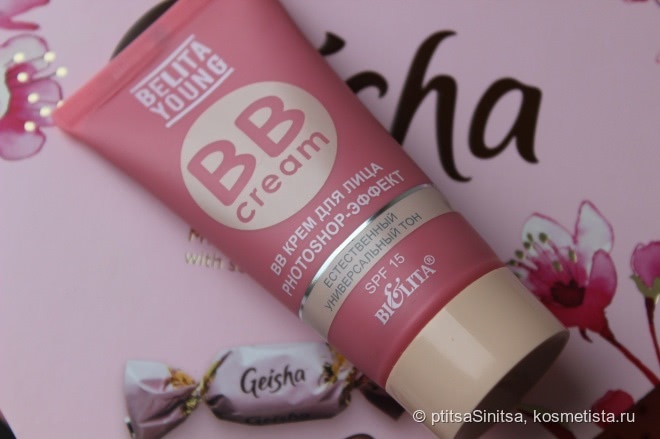 BELITA
YOUNG
BB
cream
BB КРЕМ ДЛЯ ЛИЦА
PHOTOSHOP-ЭФФЕКТ
ЕСТЕСТВЕННЫЙ
УНИВЕРСАЛЬНЫЙ ТОН
SPF 15
BIELITA®
with
Geisha
© ptitsaSinitsa, kosmetista.ru